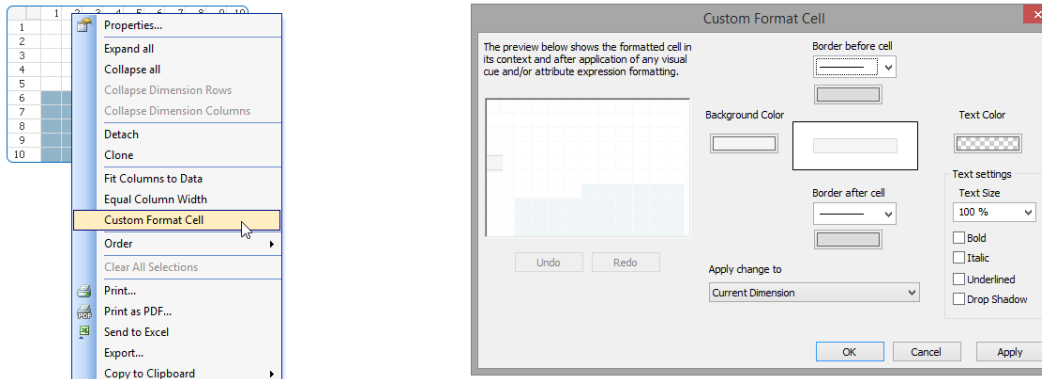 1 2 3 4 5 6 7 8 9 10
1
2
3
4
5
6
7
8
9
10
Properties...
Expand all
Collapse all
Collapse Dimension Rows
Collapse Dimension Columns
Detach
Clone
Fit Columns to Data
Equal Column Width
Custom Format Cell
Order
Clear All Selections
Print...
Print as PDF...
Send to Excel
Export...
Copy to Clipboard
Custom Format Cell
The preview below shows the formatted cell in
its context and after application of any visual
cue and/or attribute expression formatting.
Undo
Redo
Border before cell
Background Color
Text Color
Border after cell
Text settings
Text Size
100 %
Bold
Italic
Underlined
Drop Shadow
Apply change to
Current Dimension
OK
Cancel
Apply